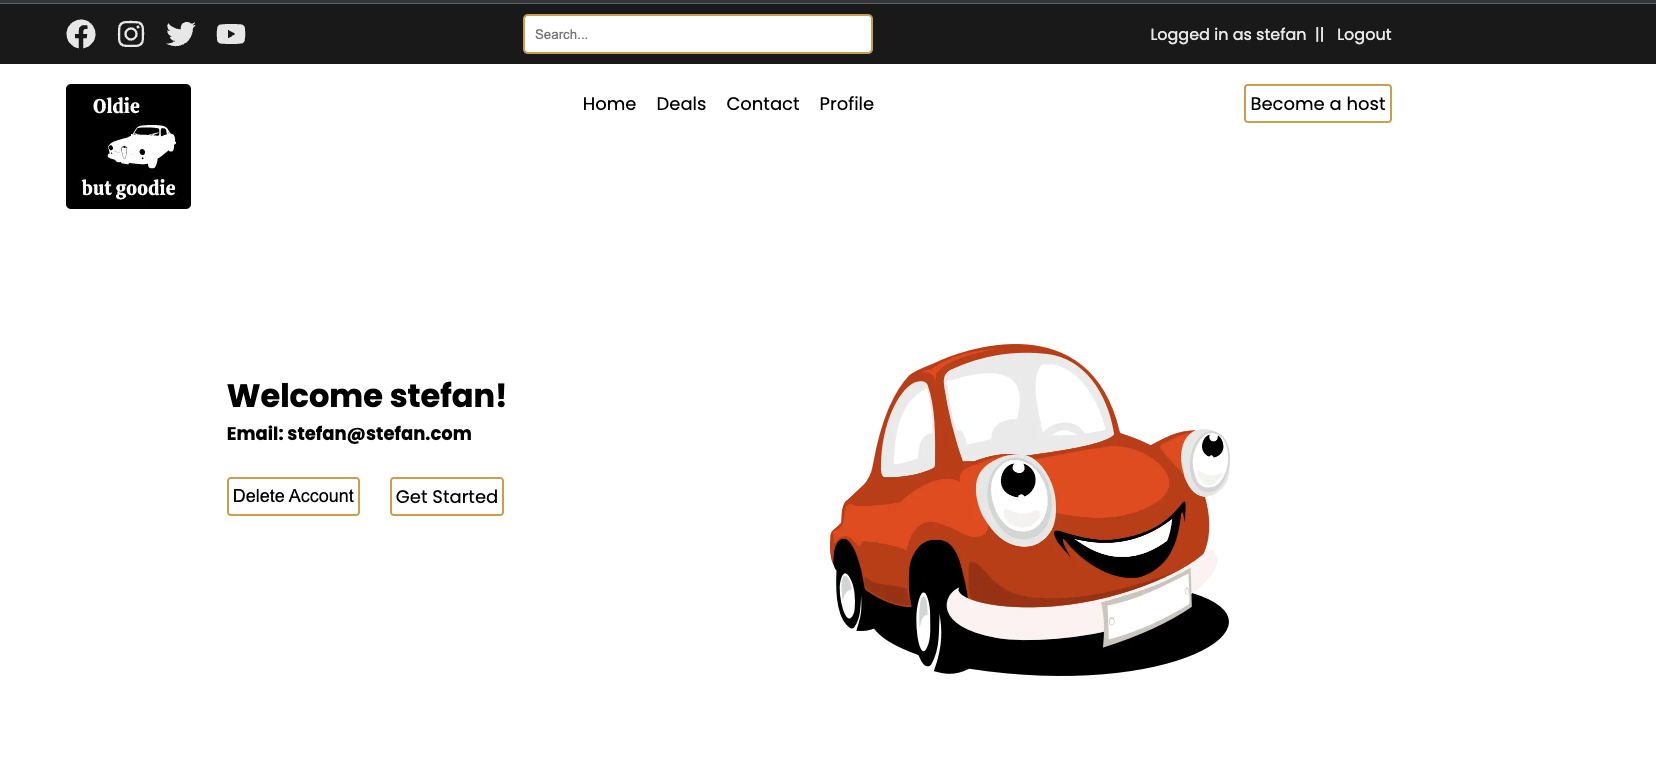 Search...
Logged in as stefan || Logout
Oldie
but goodie
Home Deals Contact Profile
Become a host
Welcome stefan!
Email: stefan@stefan.com
Delete Account Get Started